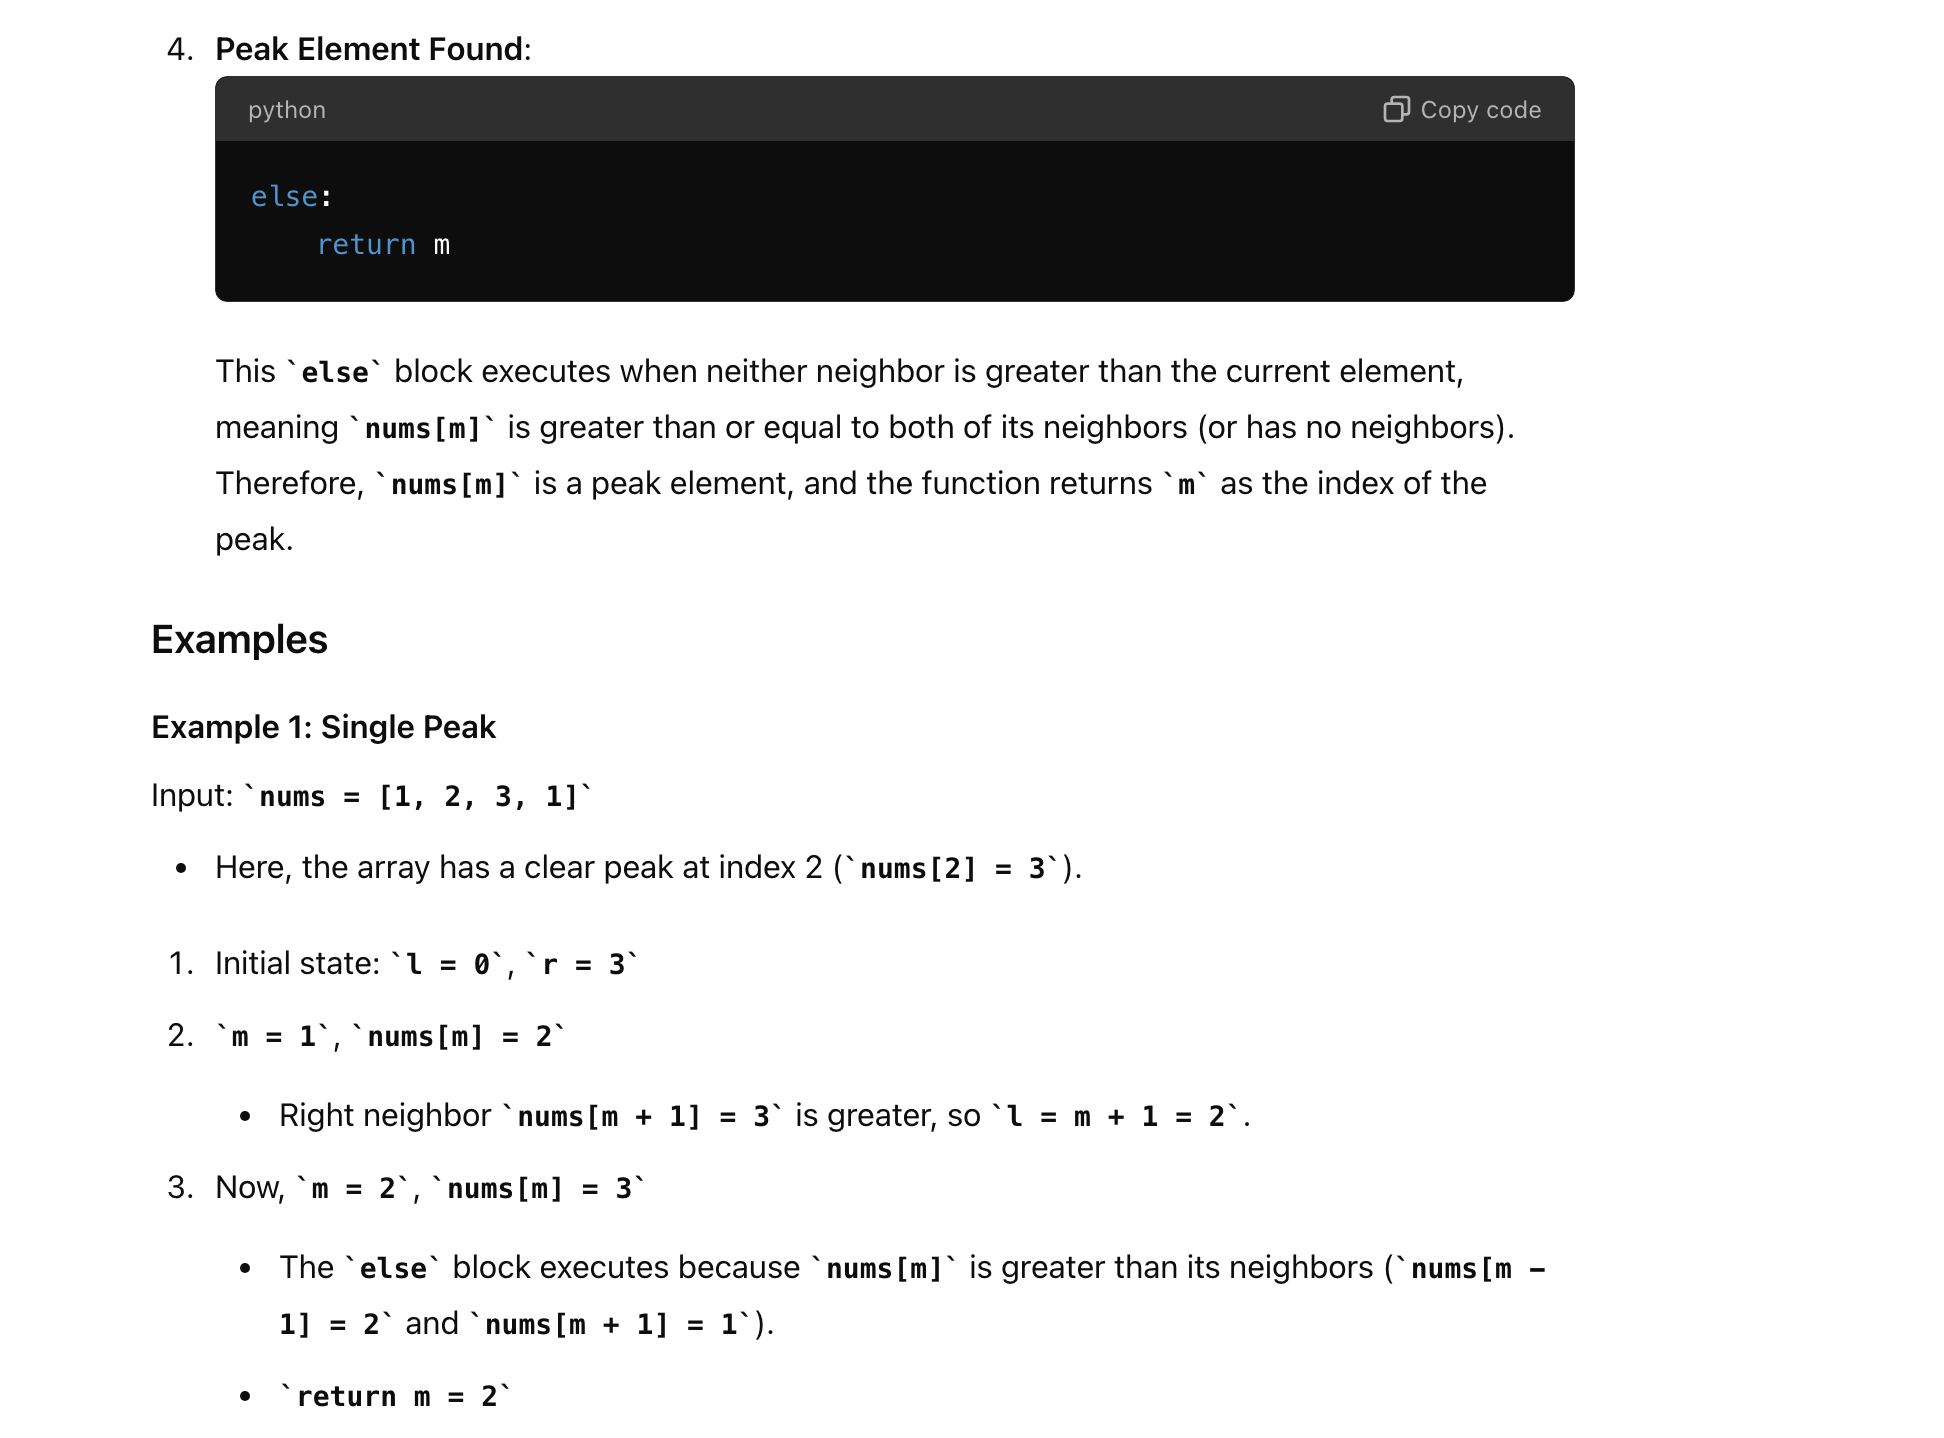 4. Peak Element Found:
python
Copy code
else:
    return m
This `else` block executes when neither neighbor is greater than the current element,
meaning `nums[m]` is greater than or equal to both of its neighbors (or has no neighbors).
Therefore, `nums[m]` is a peak element, and the function returns `m` as the index of the
peak.
Examples
Example 1: Single Peak
Input: `nums = [1, 2, 3, 1]`
• Here, the array has a clear peak at index 2 (`nums[2] = 3`).
1. Initial state: `l = 0`, `r = 3`
2. `m = 1`, `nums[m] = 2`
• Right neighbor `nums[m + 1] = 3` is greater, so `l = m + 1 = 2`.
3. Now, `m = 2`, `nums[m] = 3`
• The `else` block executes because `nums[m]` is greater than its neighbors (`nums[m -
1] = 2` and `nums[m + 1] = 1`).
• `return m = 2`